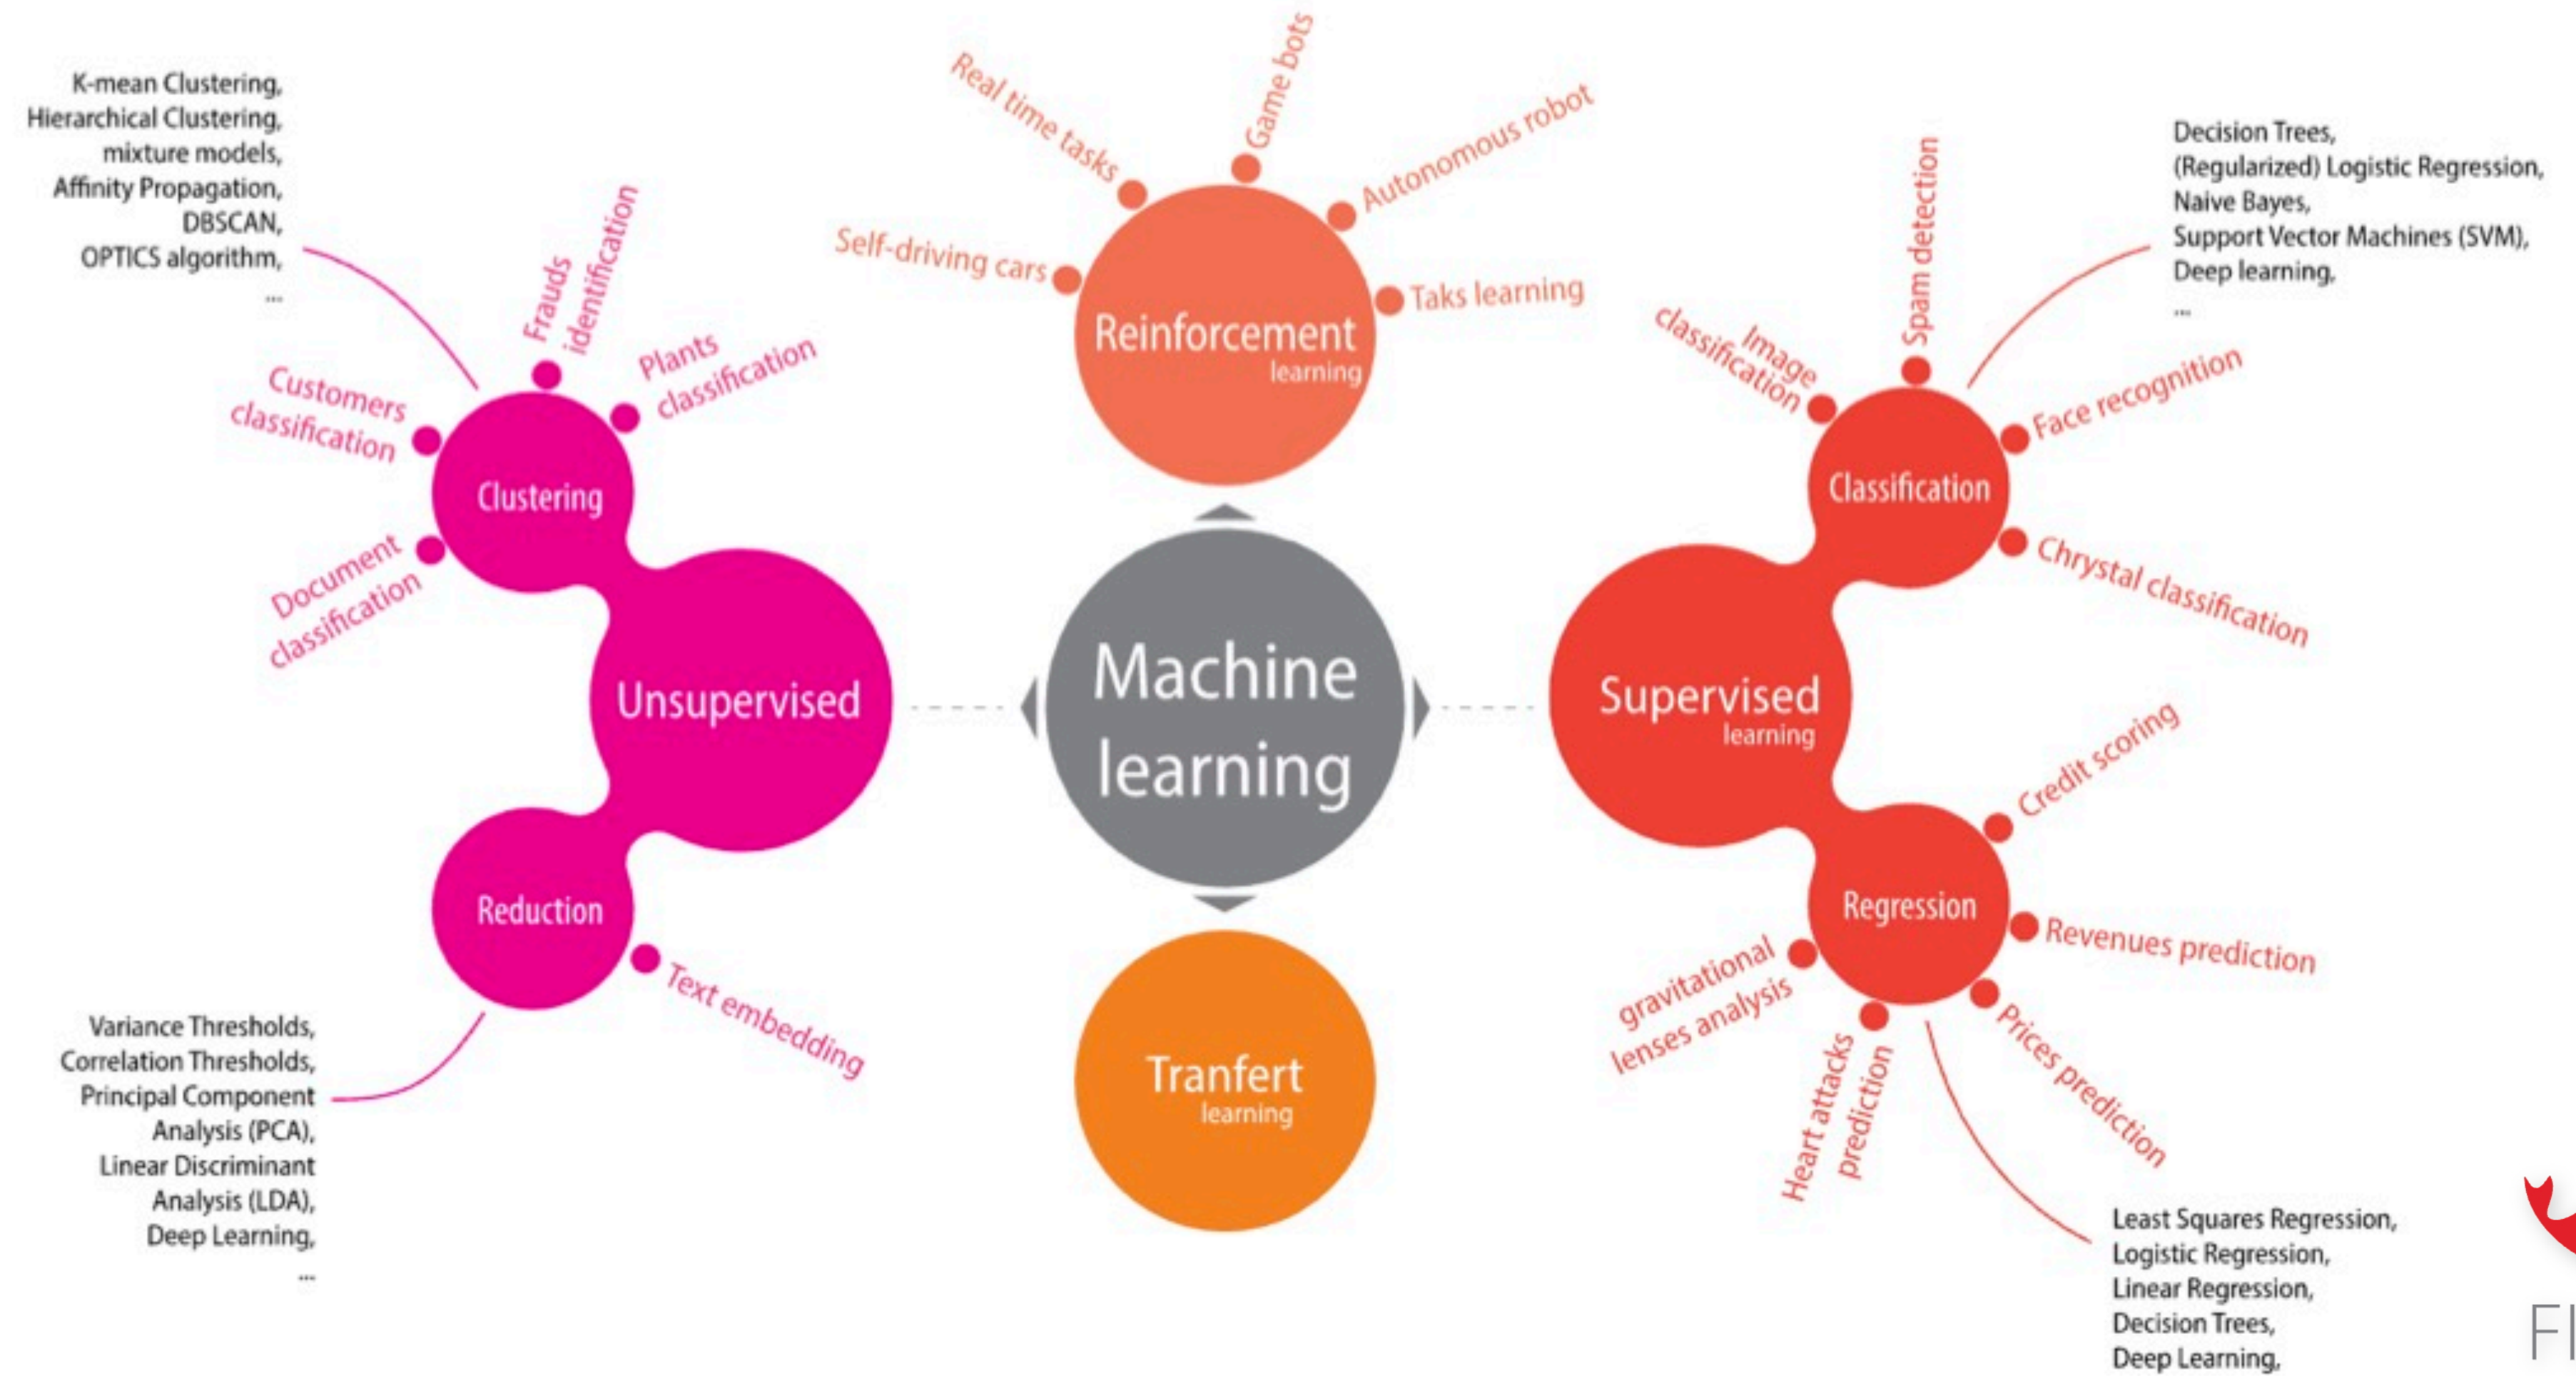 K-mean Clustering,
Hierarchical Clustering,
mixture models,
Affinity Propagation,
DBSCAN,
OPTICS algorithm,
...
Frauds
identification
Plants
classification
Customers
classification
Document
classification
Clustering
Unsupervised
Reduction
Text embedding
Variance Thresholds,
Correlation Thresholds,
Principal Component
Analysis (PCA),
Linear Discriminant
Analysis (LDA),
Deep Learning,
...
Self-driving cars
Real time tasks
Game bots
Autonomous robot
Taks learning
Reinforcement
learning
Machine
learning
Tranfert
learning
Image
classification
Spam detection
Face recognition
Chrystal classification
Classification
Decision Trees,
(Regularized) Logistic Regression,
Naive Bayes,
Support Vector Machines (SVM),
Deep learning,
...
Supervised
learning
Regression
Credit scoring
Revenues prediction
Prices prediction
Heart attacks
prediction
gravitational
lenses analysis
Least Squares Regression,
Logistic Regression,
Linear Regression,
Decision Trees,
Deep Learning,